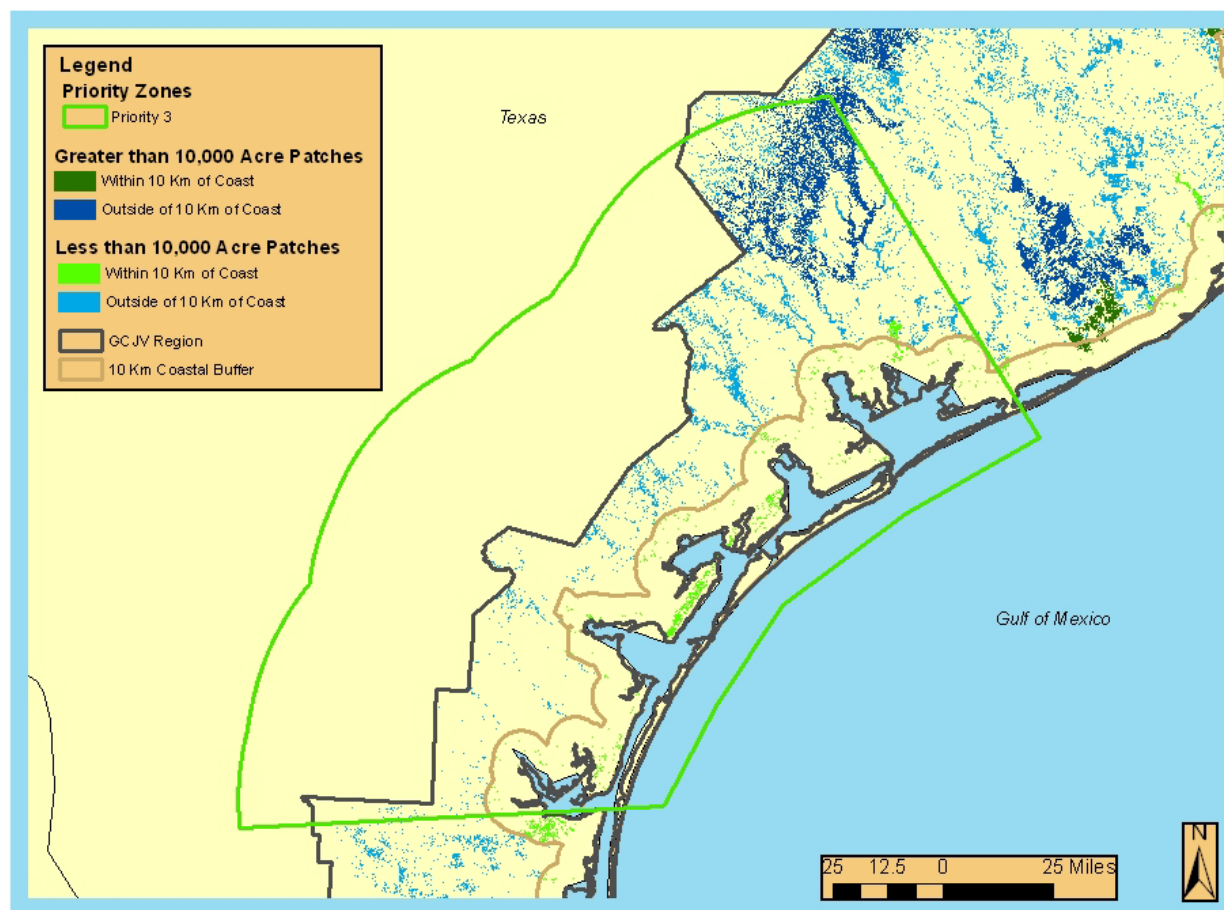 Legend
Priority Zones
Priority 3
Greater than 10,000 Acre Patches
Within 10 Km of Coast
Outside of 10 Km of Coast
Less than 10,000 Acre Patches
Within 10 Km of Coast
Outside of 10 Km of Coast
GCJV Region
10 Km Coastal Buffer
Texas
Gulf of Mexico
25 12.5 0 25 Miles
N